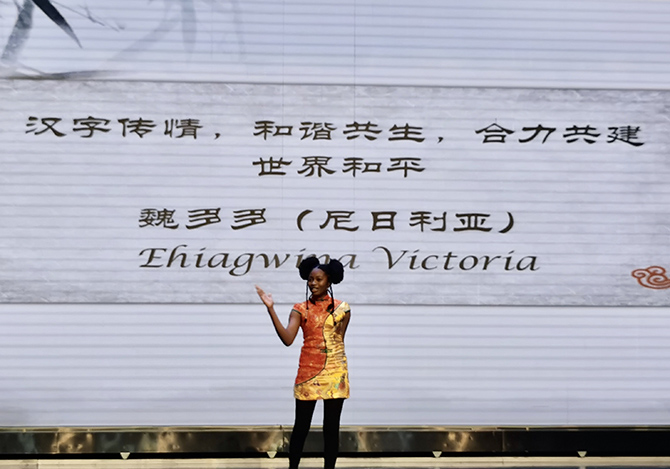 汉字传情，和谐共生，合力共建
世界和平
魏多多（尼日利亚）
Ehiagwina Victoria